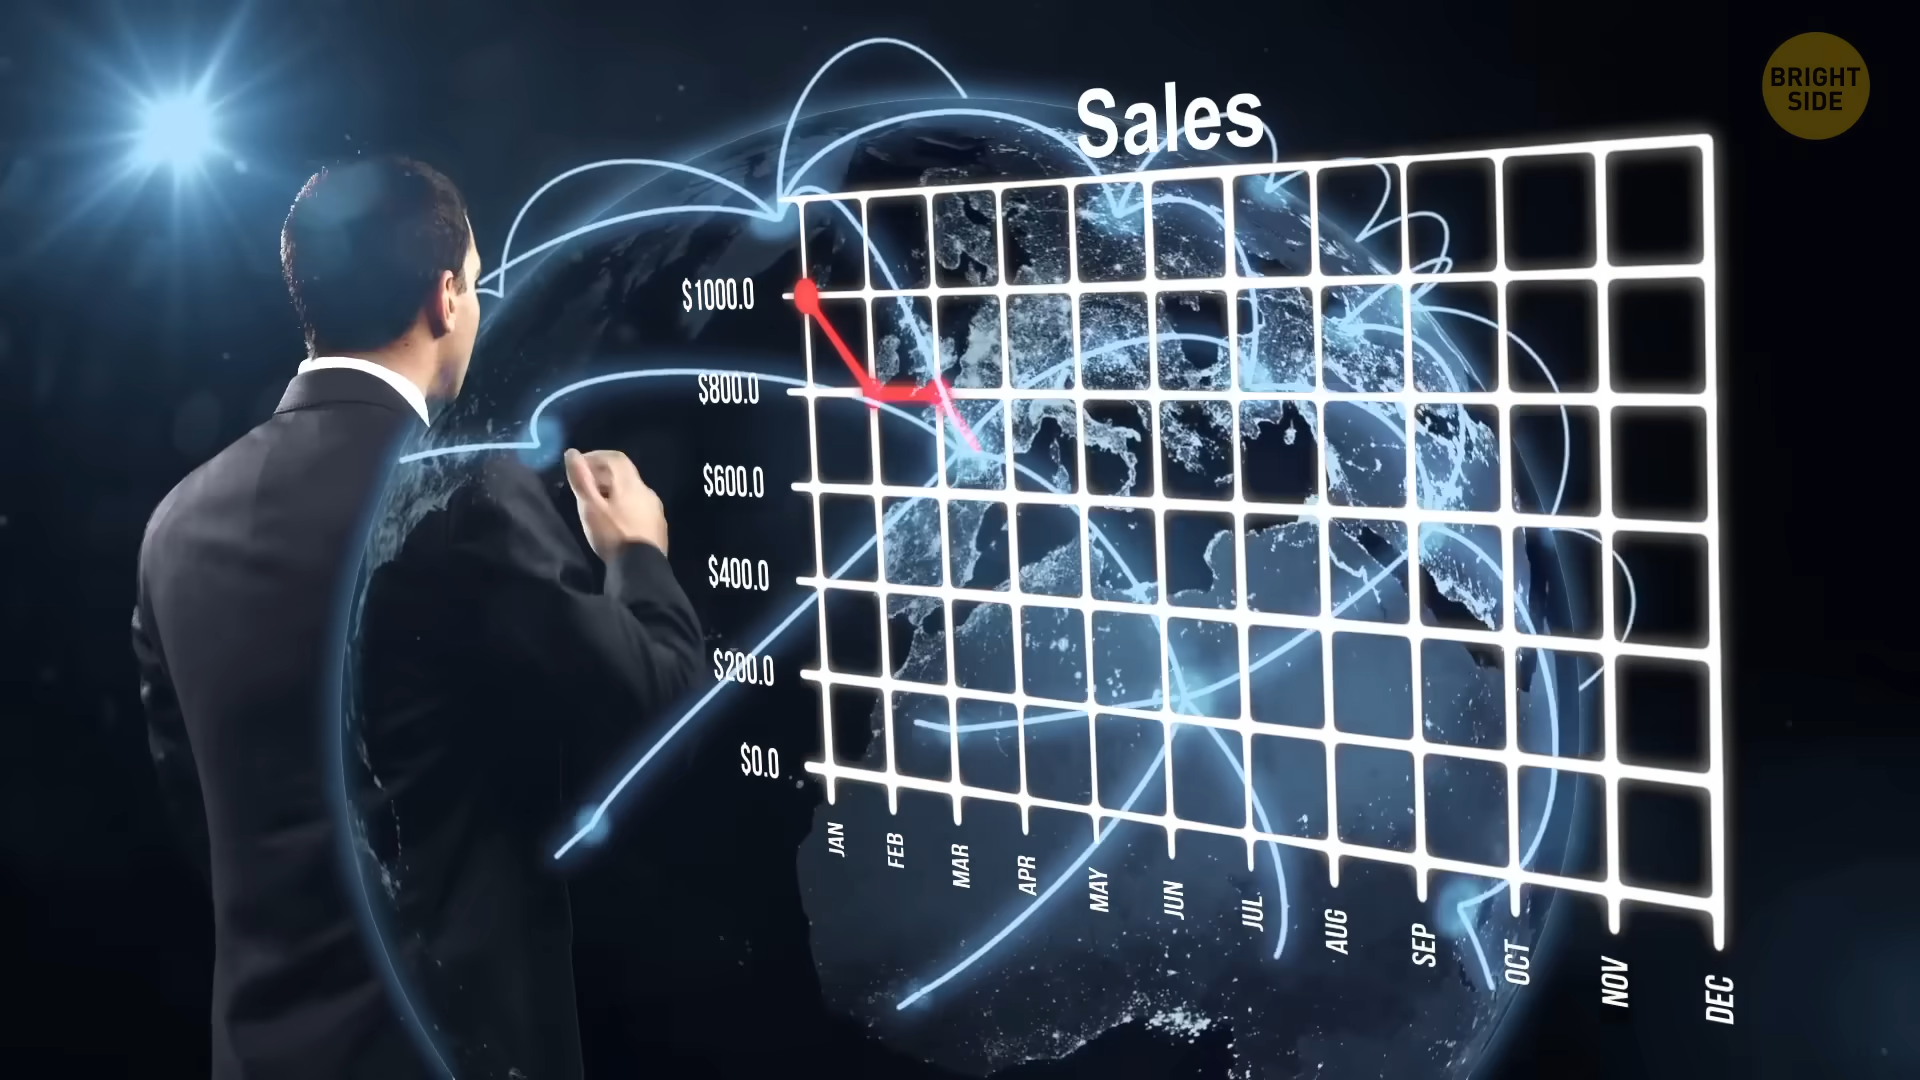 BRIGHT
SIDE
Sales
$1000.0
$800.0
$600.0
$400.0
$200.0
$0.0
JAN
FEB
MAR
APR
MAY
JUN
JUL
AUG
SEP
OCT
NOV
DEC